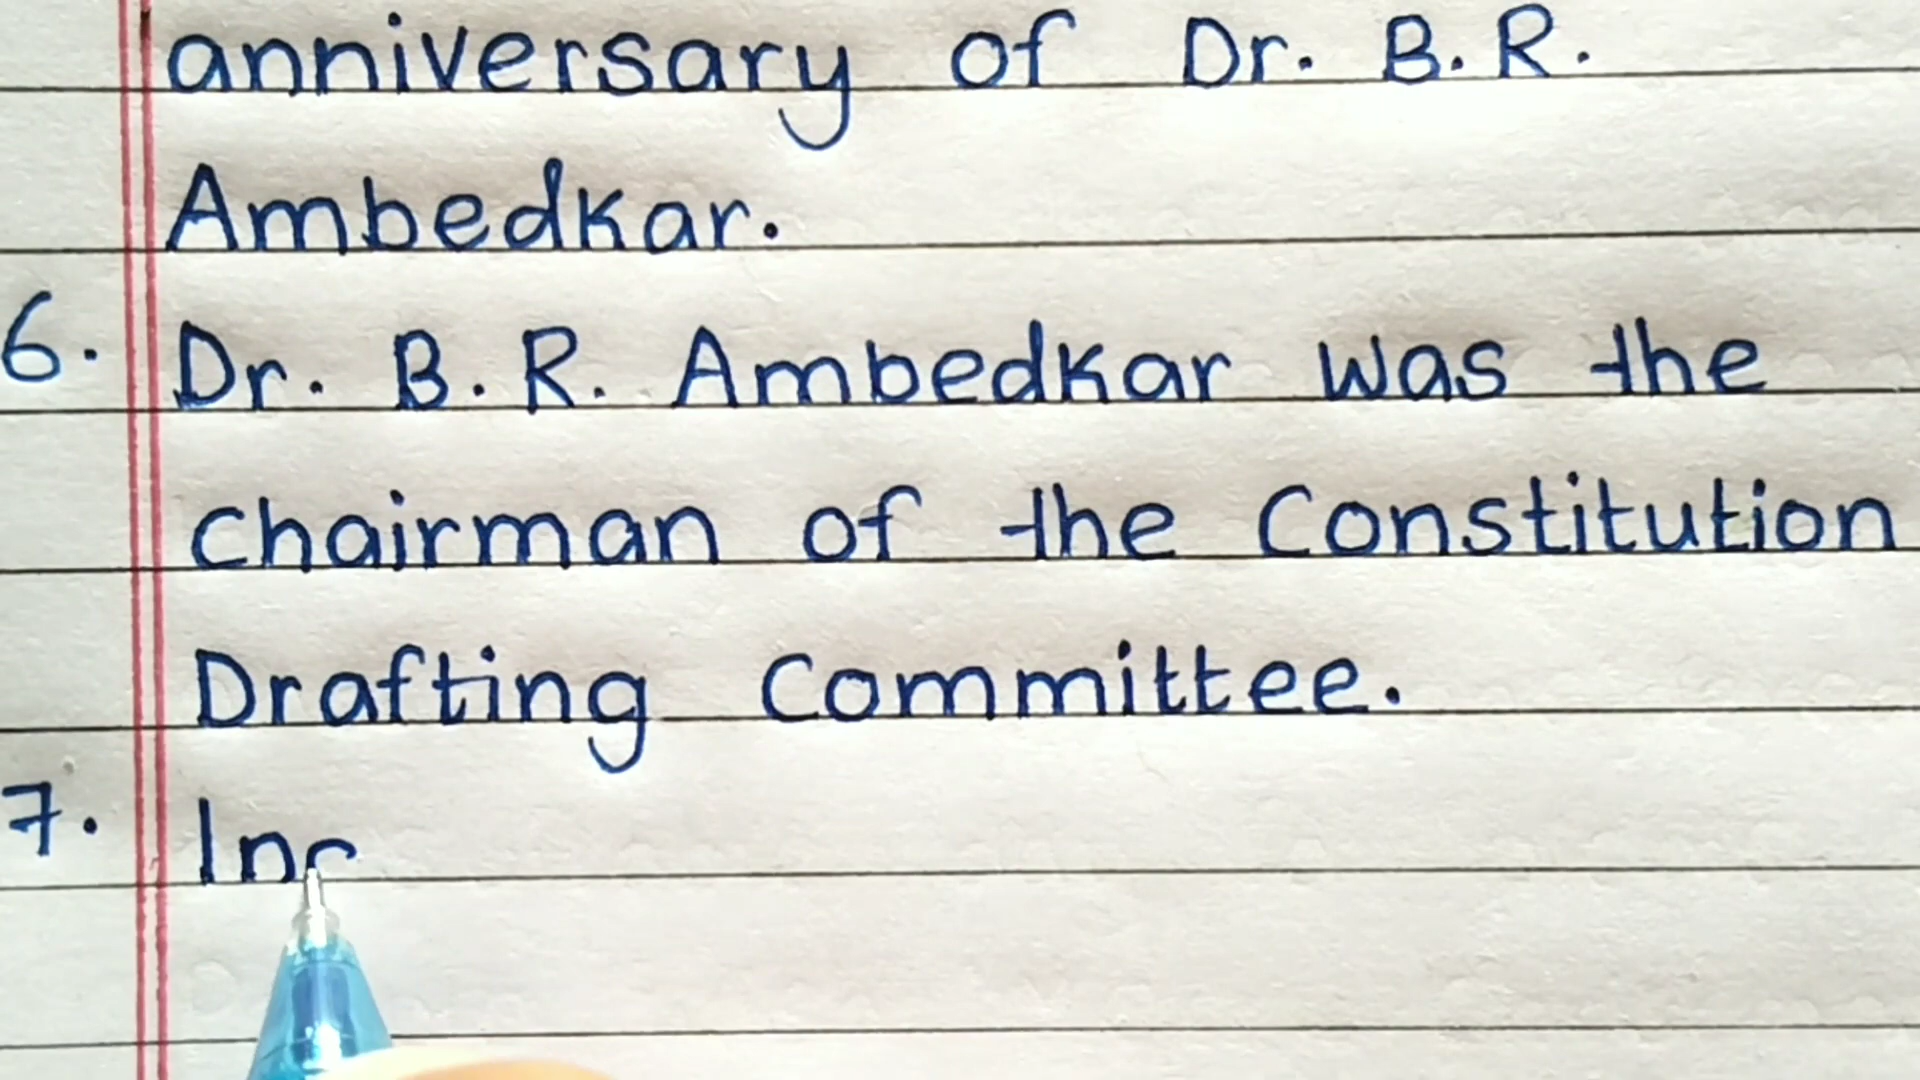 anniversary of Dr. B.R.
Ambedkar.
6. Dr. B.R. Ambedkar was the
chairman of the Constitution
Drafting Committee.
7.